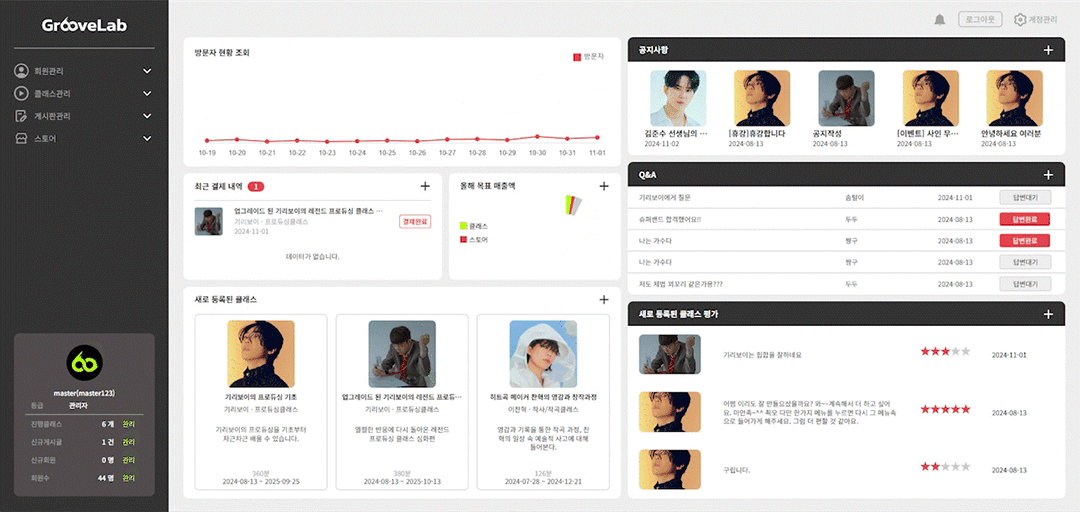 GrooveLab
회원관리
클래스관리
게시판관리
스토어
master(master123)
등급 관리자
진행클래스 6 개 관리
신규게시글 1 건 관리
신규회원 0 명 관리
회원수 44 명 관리
로그아웃
계정관리
방문자 현황 조회
방문자
10-19 10-20 10-21 10-22 10-23 10-24 10-25 10-26 10-27 10-28 10-29 10-30 10-31 11-01
최근 결제 내역 1
업그레이드 된 기리보이의 레전드 프로듀싱 클래스 ...
기리보이 · 프로듀싱클래스
2024-11-01
결제완료
데이터가 없습니다.
올해 목표 매출액
클래스
스토어
새로 등록된 클래스
기리보이의 프로듀싱 기초
기리보이 · 프로듀싱클래스
기리보이의 프로듀싱을 기초부터
차근차근 배울 수 있습니다.
360분
2024-08-13 ~ 2025-09-25
업그레이드 된 기리보이의 레전드 프로듀...
기리보이 · 프로듀싱클래스
열렬한 반응에 다시 돌아온 레전드
프로듀싱 클래스 심화편
380분
2024-08-13 ~ 2025-10-13
히트곡 메이커 찬혁의 영감과 창작과정
이찬혁 · 작사/작곡클래스
영감과 기록을 통한 작곡 과정, 찬
혁의 일상 속 예술적 사고에 대해
들어본다.
126분
2024-07-28 ~ 2024-12-21
공지사항
김준수 선생님의 ...
2024-11-02
[휴강]휴강합니다
2024-08-13
공지작성
2024-08-13
[이벤트] 사인 무...
2024-08-13
안녕하세요 여러분
2024-08-13
Q&A
기리보이에게 질문 솜털이 2024-11-01 답변대기
슈퍼밴드 합격했어요!! 두두 2024-08-13 답변완료
나는 가수다 짱구 2024-08-13 답변완료
나는 가수다 짱구 2024-08-13 답변대기
저도 제법 꾀꼬리 같은가용??? 두두 2024-08-13 답변대기
새로 등록된 클래스 평가
기리보이는 힙합을 잘하네요 2024-11-01
어쩜 이리도 잘 만들으셨을까요? 와~~계속해서 더 하고 싶어
요. 마인족~^^ 쵝오 다만 한가지 메뉴를 누르면 다시 그 메뉴속
으로 들어가게 해주세요. 그럼 더 편할 것 같아요.
2024-08-13
구립니다. 2024-08-13